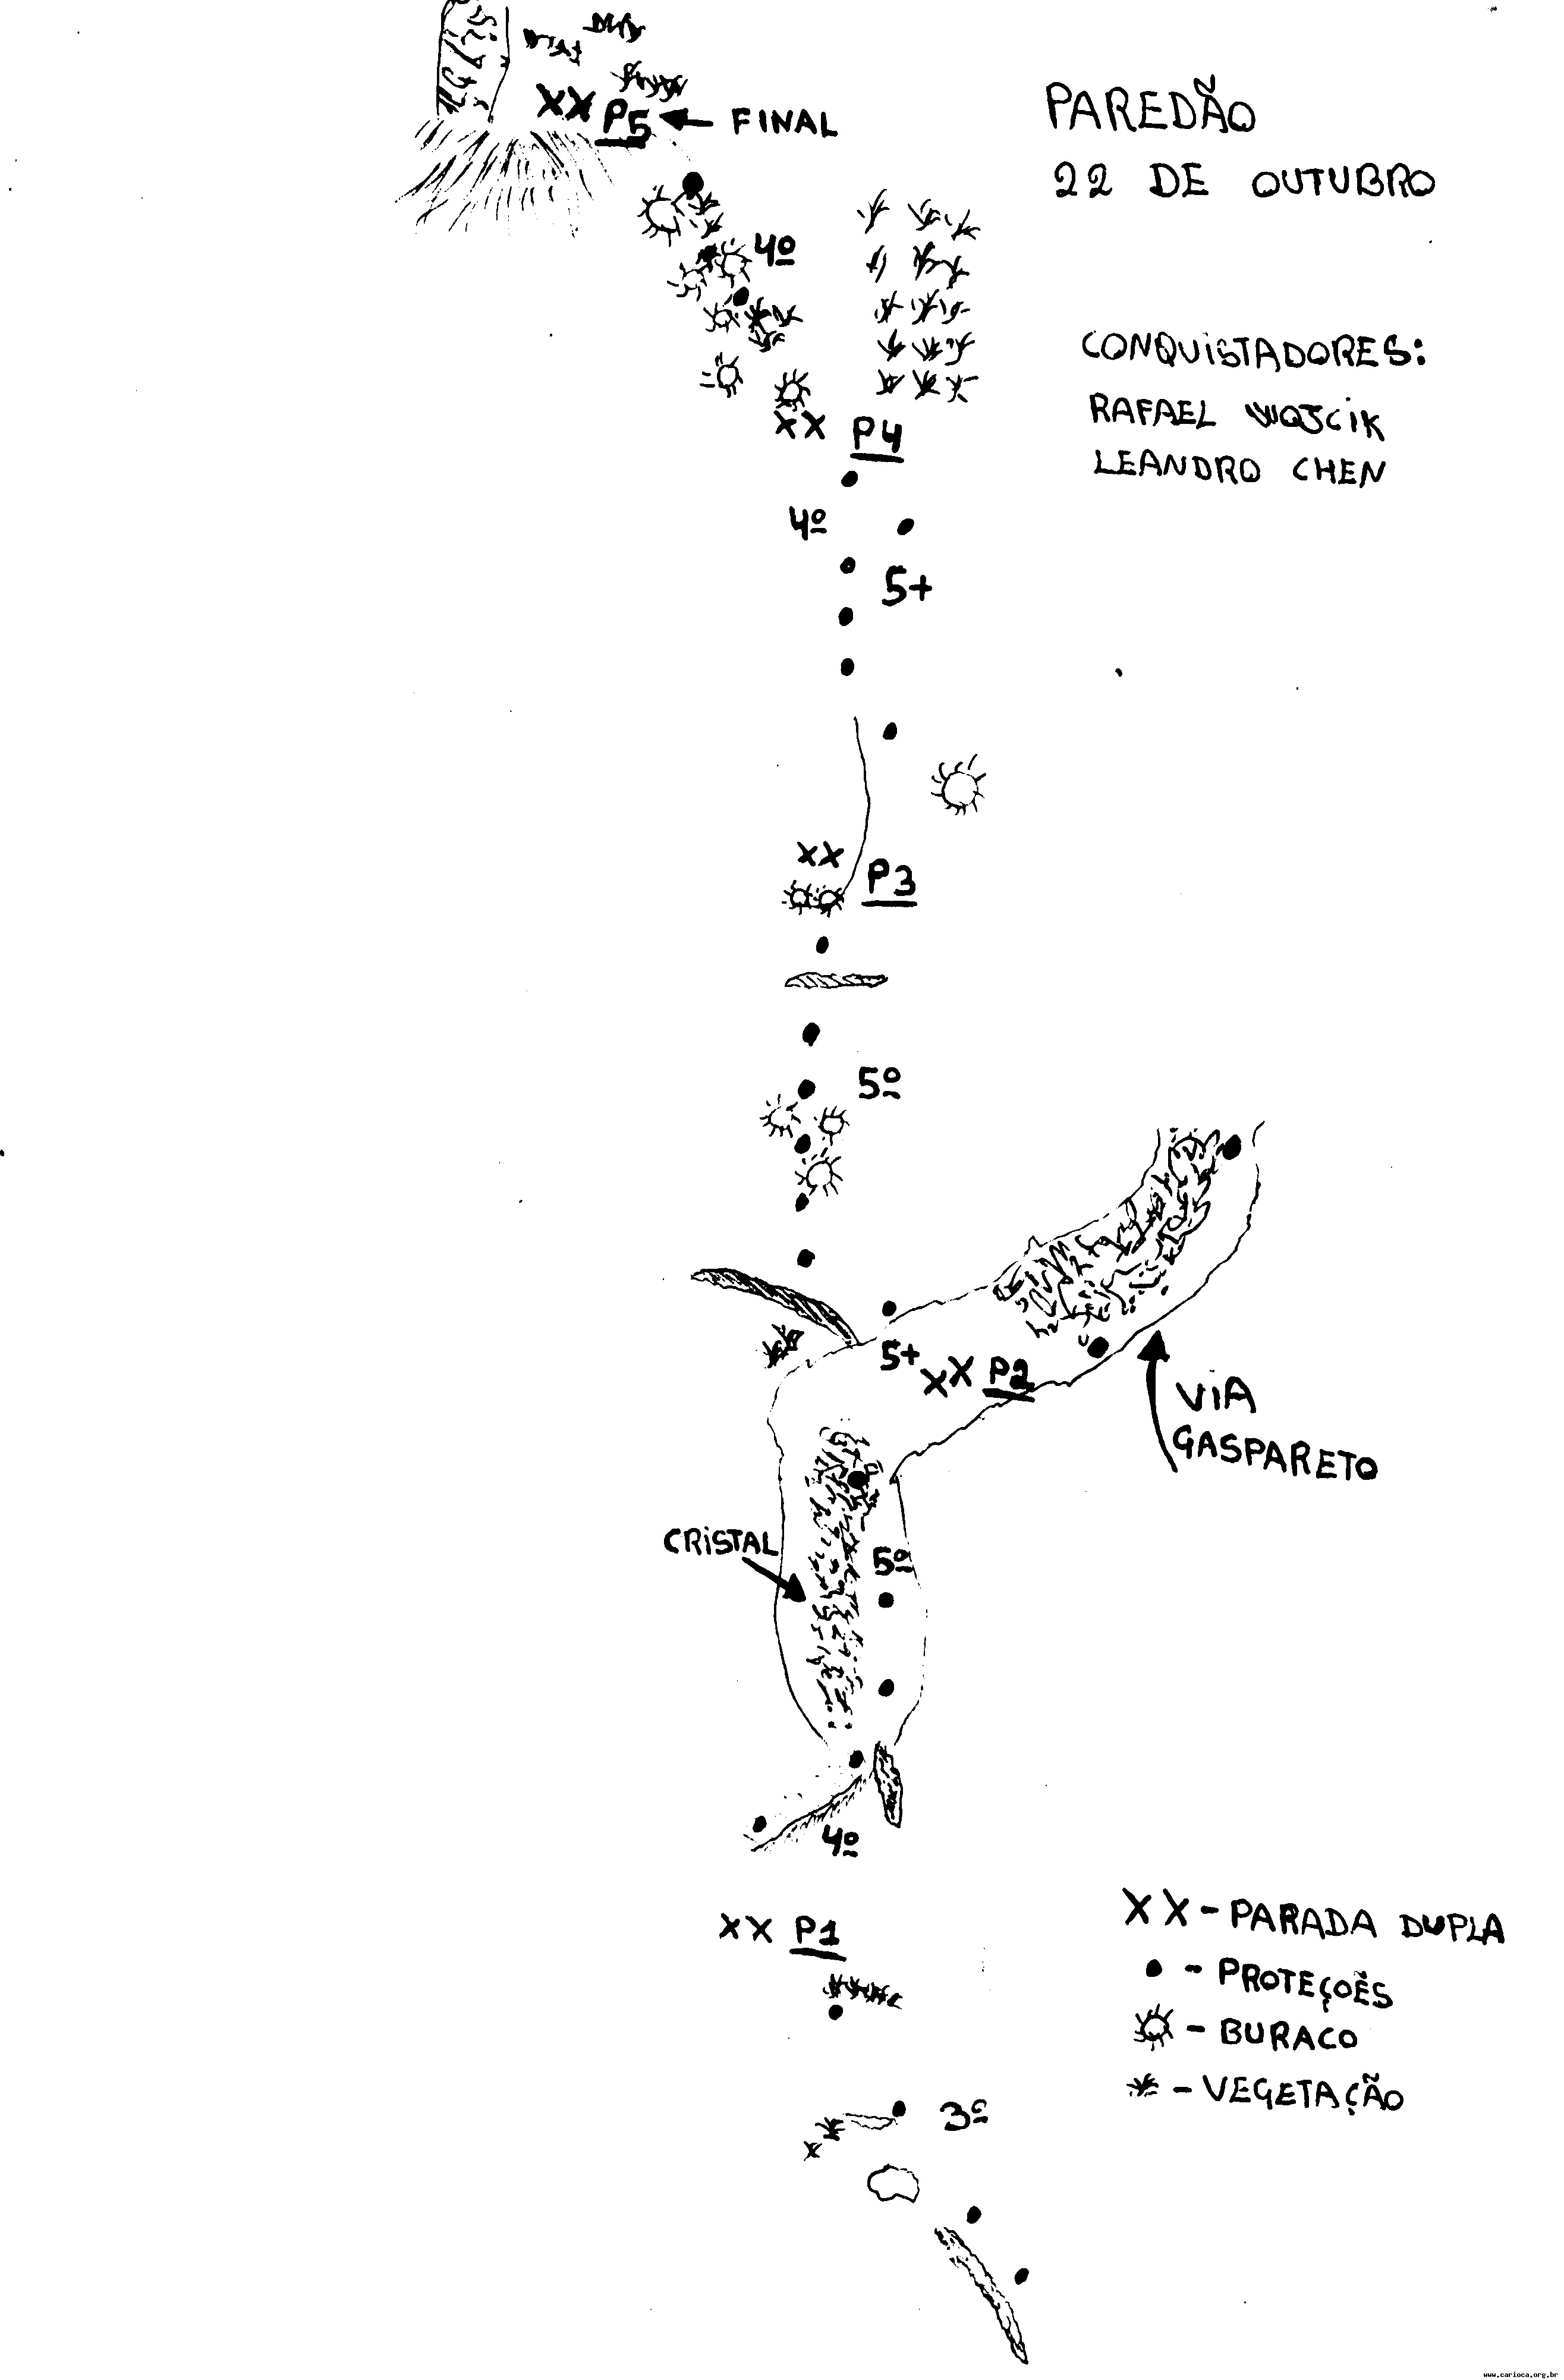 PAREDÃO
22 DE OUTUBRO
XX P5 ← FINAL
4º
CONQUISTADORES:
RAFAEL WOJCIK
LEANDRO CHEN
XX P4
4º
5+
XX
P3
5º
5+
XX P2
VIA
GASPARETO
CRISTAL
5º
4º
XX P1
XX - PARADA DUPLA
● - PROTEÇOẼS
- BURACO
- VEGETAÇÃO
3º
www.carioca.org.br